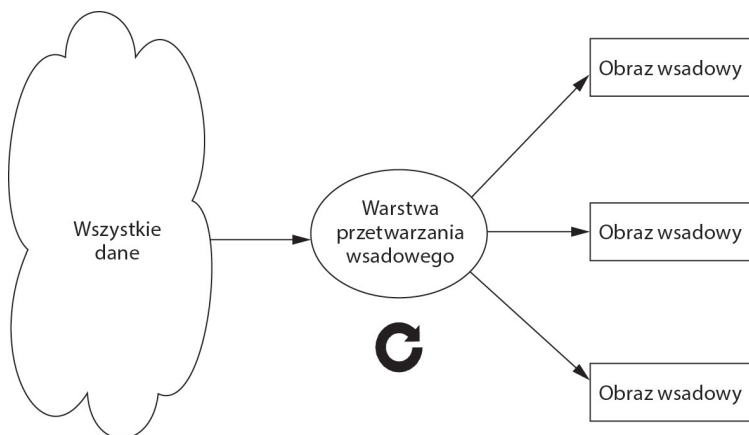 Wszystkie
dane
Warstwa
przetwarzania
wsadowego
Obraz wsadowy
Obraz wsadowy
Obraz wsadowy